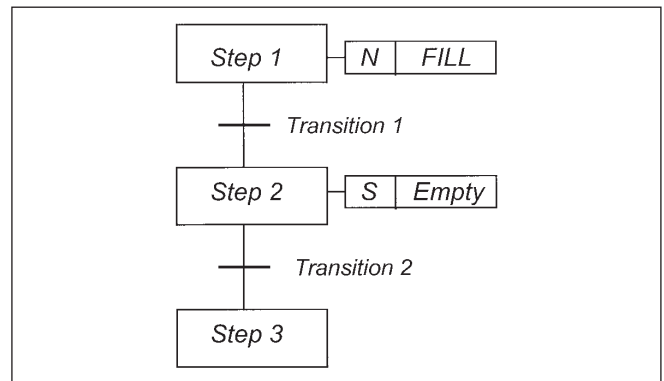 Step 1 N FILL
Transition 1
Step 2 S Empty
Transition 2
Step 3